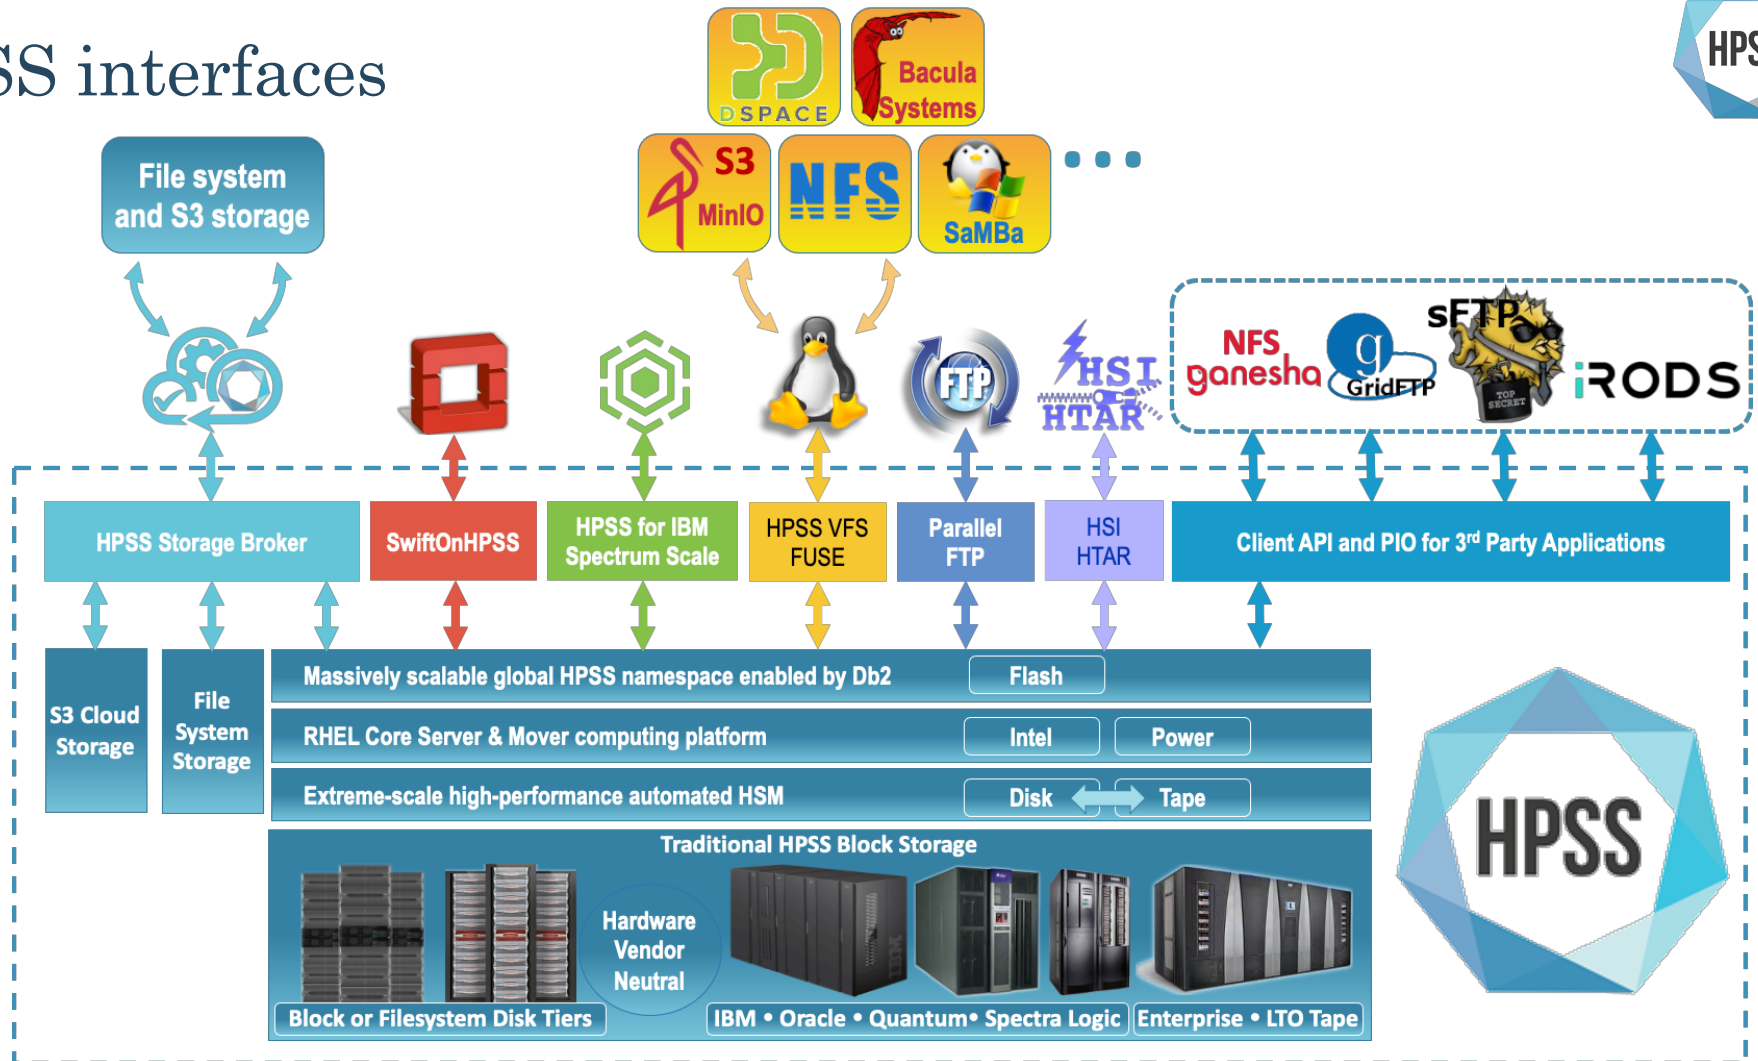 SS interfaces
HPS
DSPACE
Bacula
Systems
S3
MinIO
NFS
SaMBa
File system
and S3 storage
FTP
HSI
HTAR
NFS
ganesha
g
GridFTP
sFTP
TOP
SECRET
iRODS
HPSS Storage Broker
SwiftOnHPSS
HPSS for IBM
Spectrum Scale
HPSS VFS
FUSE
Parallel
FTP
HSI
HTAR
Client API and PIO for 3rd Party Applications
S3 Cloud
Storage
File
System
Storage
Massively scalable global HPSS namespace enabled by Db2
Flash
RHEL Core Server & Mover computing platform
Intel
Power
Extreme-scale high-performance automated HSM
Disk
Tape
Traditional HPSS Block Storage
Hardware
Vendor
Neutral
IBM
Block or Filesystem Disk Tiers
IBM • Oracle • Quantum• Spectra Logic
Enterprise • LTO Tape
HPSS